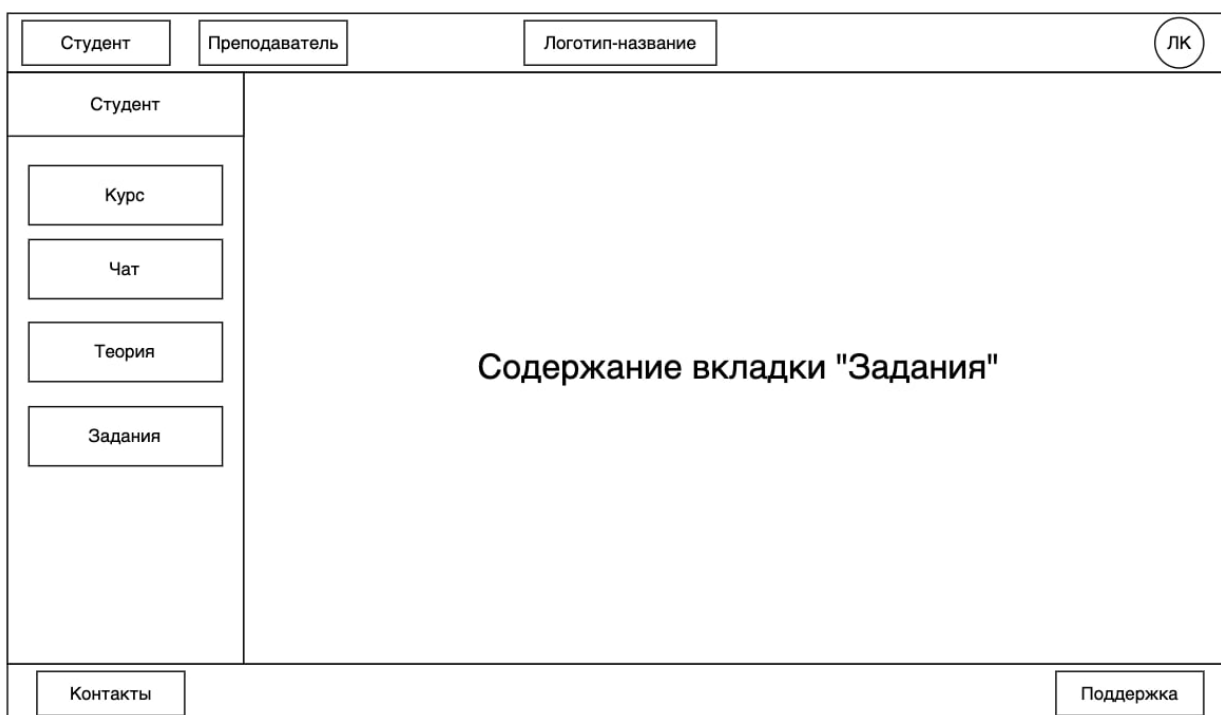 Студент
Преподаватель
Логотип-название
ЛК
Студент
Курс
Чат
Теория
Задания
Содержание вкладки "Задания"
Контакты
Поддержка